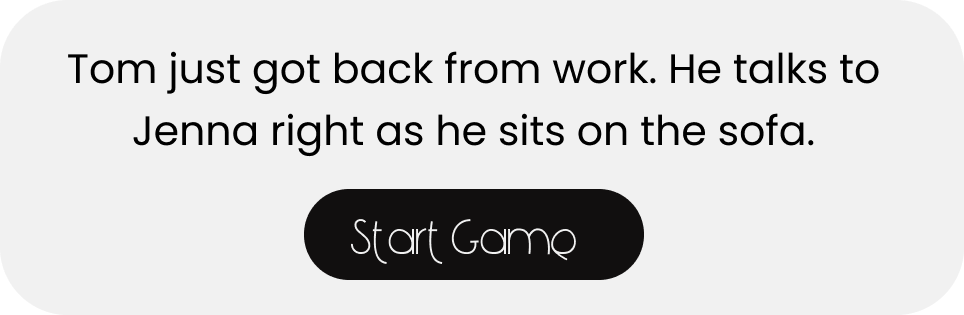 Tom just got back from work. He talks to
Jenna right as he sits on the sofa.
Start Game